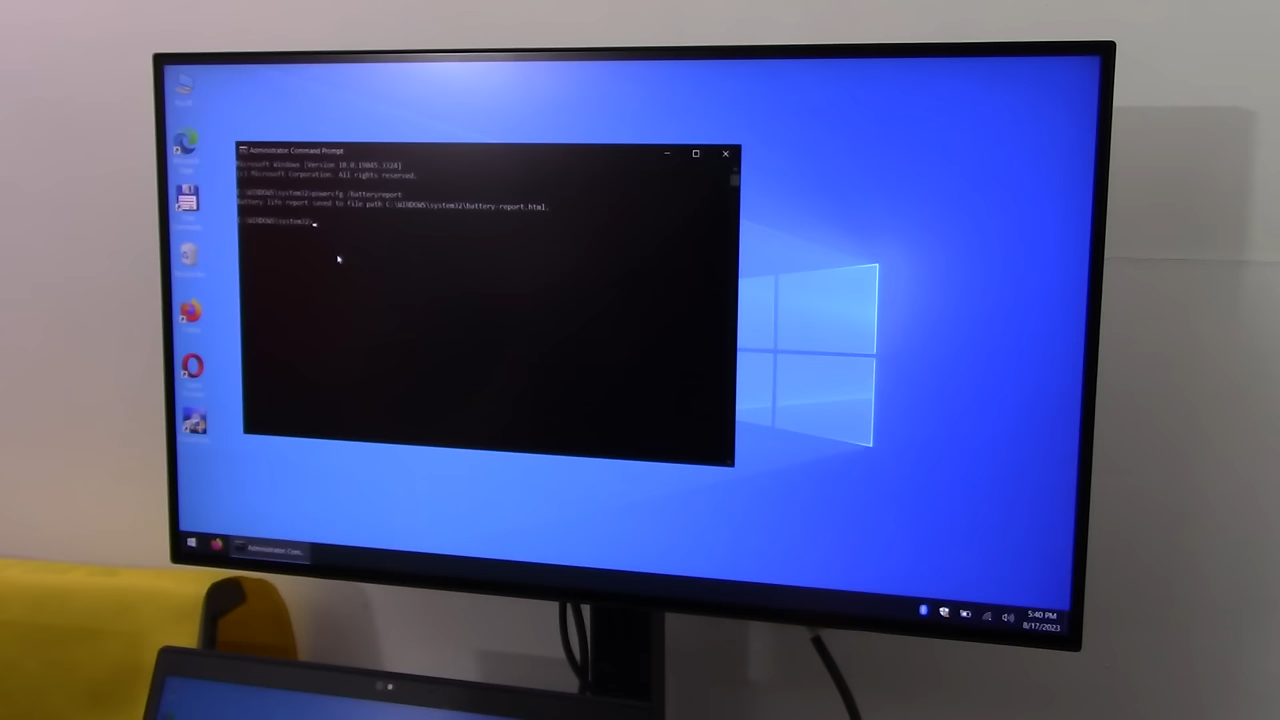 Administrator: Command Prompt
Microsoft Windows [Version 10.0.19045.3324]
(c) Microsoft Corporation. All rights reserved.
C:\WINDOWS\system32>powercfg /batteryreport
Battery life report saved to file path C:\WINDOWS\system32\battery-report.html.
C:\WINDOWS\system32>
Administrator: Com...
5:40 PM
8/17/2023